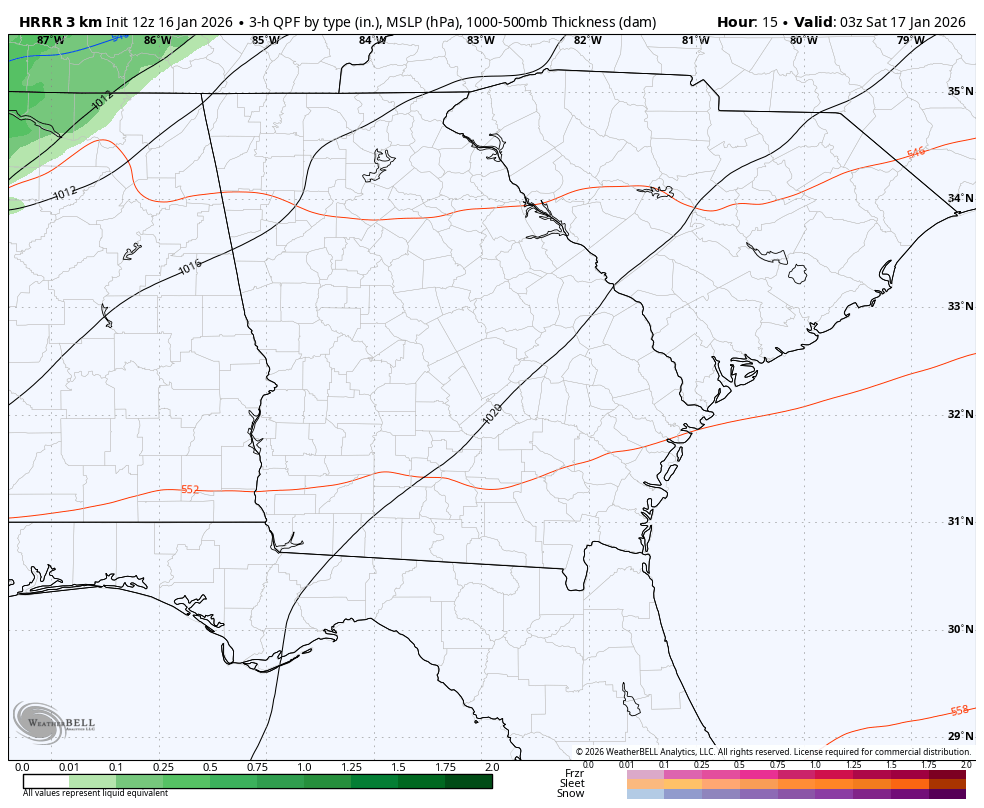 HRRR 3 km Init 12z 16 Jan 2026 • 3-h QPF by type (in.), MSLP (hPa), 1000-500mb Thickness (dam) Hour: 15 • Valid: 03z Sat 17 Jan 2026
87°W 86°W 85°W 84°W 83°W 82°W 81°W 80°W 79°W
35°N
1012
546
1012
34°N
1016
33°N
1020
32°N
552
31°N
30°N
558
WEATHERBELL
ANALYTICS LLC
29°N
© 2026 WeatherBELL Analytics, LLC. All rights reserved. License required for commercial distribution.
0.0 0.01 0.1 0.25 0.5 0.75 1.0 1.25 1.5 1.75 2.0
All values represent liquid equivalent
0.0 0.01 0.1 0.25 0.5 0.75 1.0 1.25 1.5 1.75 2.0
Frzr
Sleet
Snow